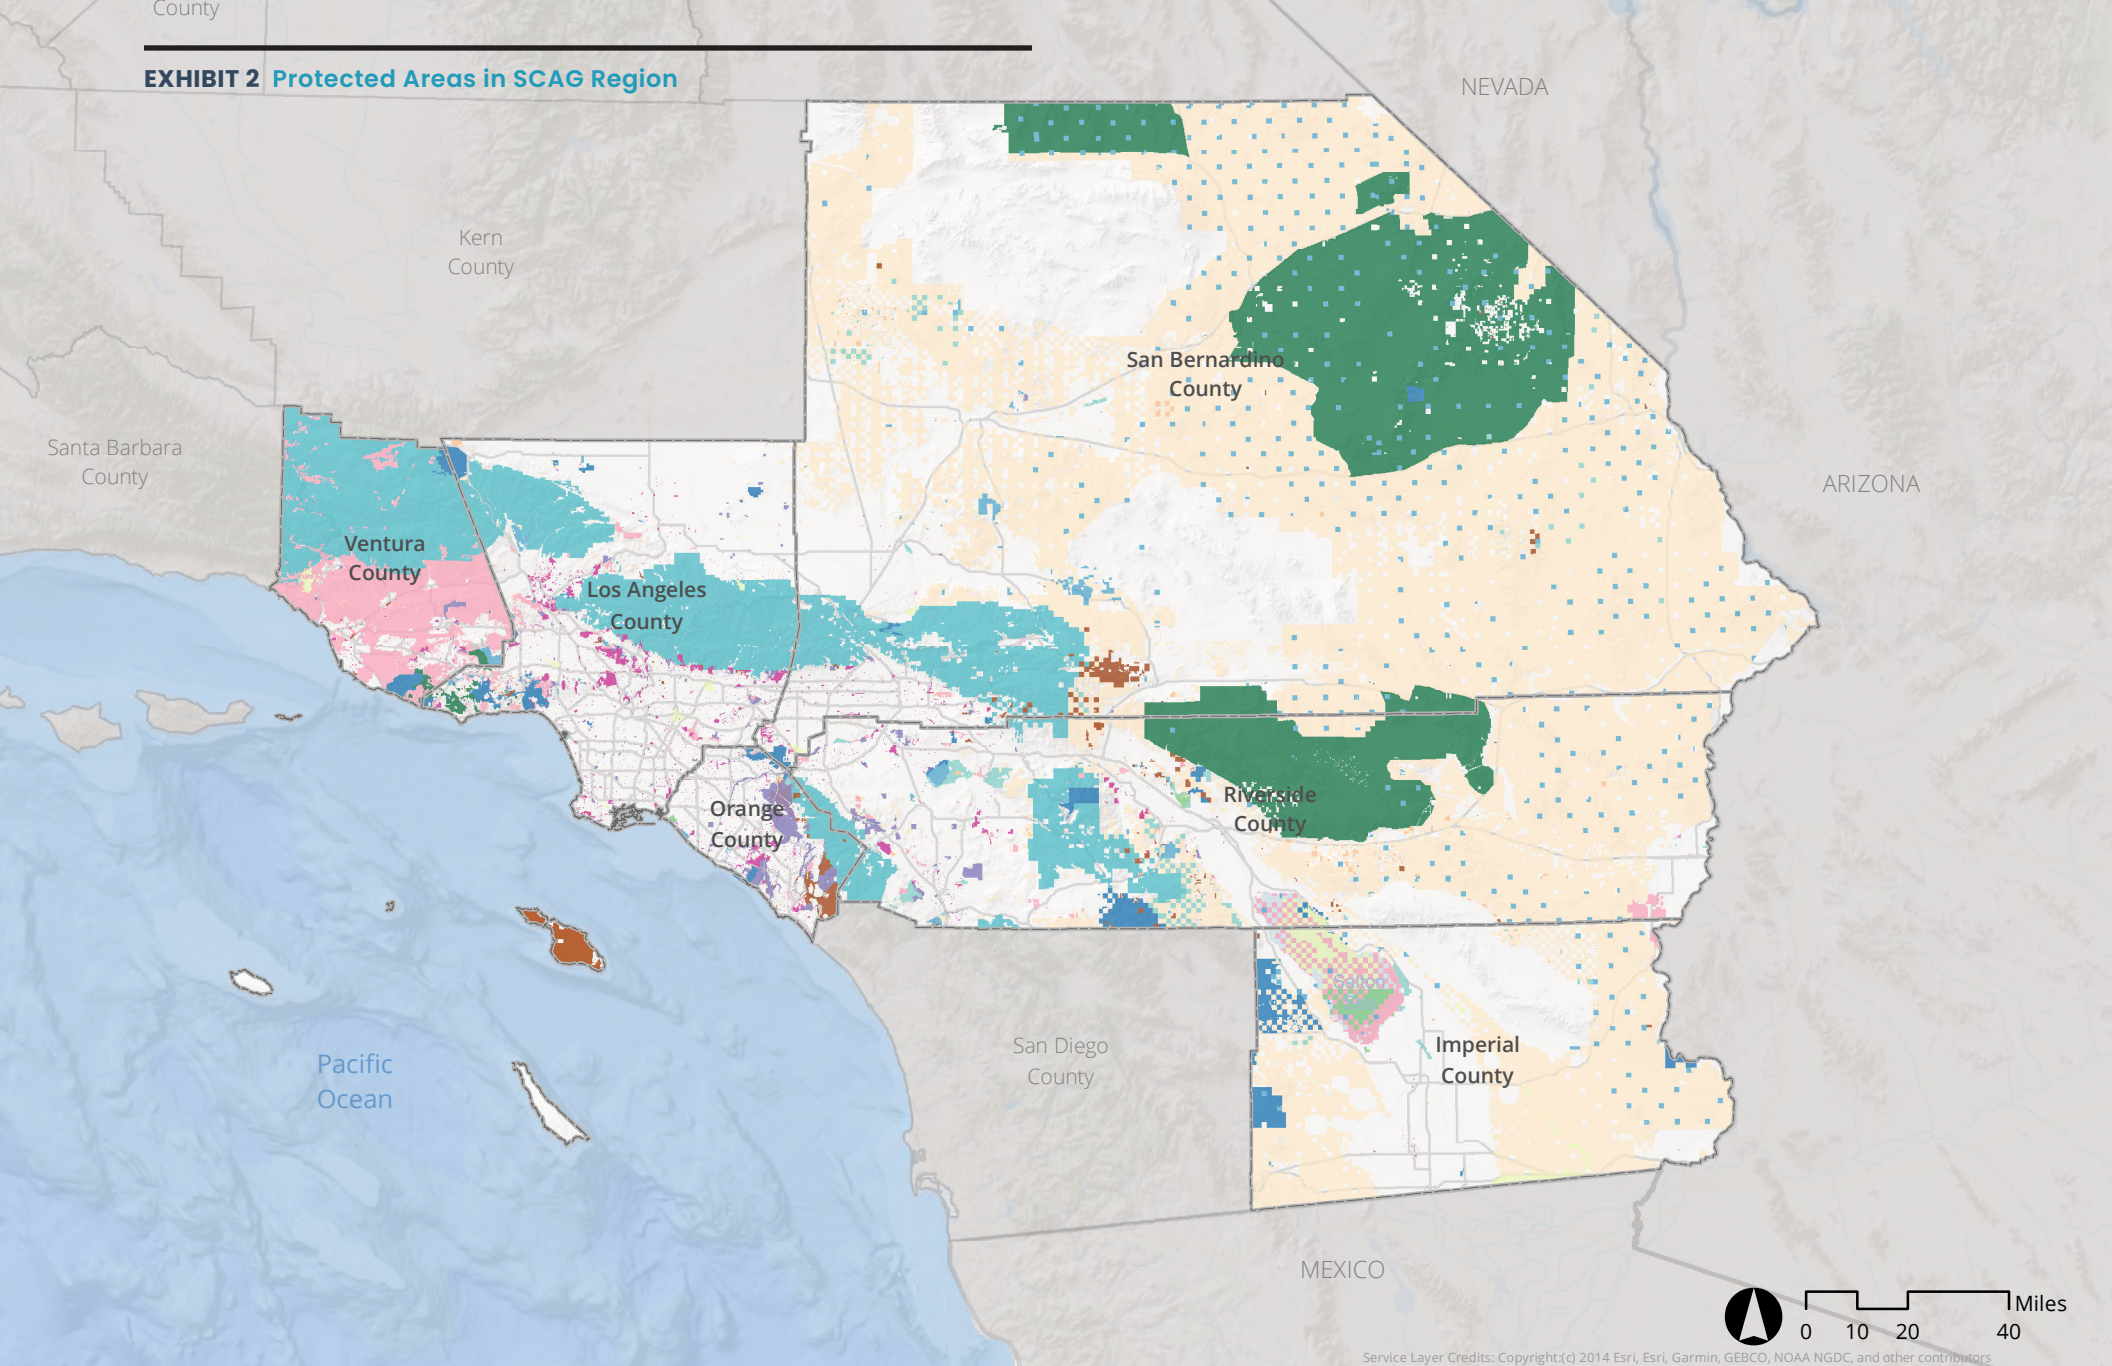 County
EXHIBIT 2 Protected Areas in SCAG Region
NEVADA
Kern
County
San Bernardino
County
Santa Barbara
County
ARIZONA
Ventura
County
Los Angeles
County
Orange
County
Riverside
County
Salton
Imperial
County
San Diego
County
Pacific
Ocean
MEXICO
Miles
0 10 20 40
Service Layer Credits: Copyright:(c) 2014 Esri, Esri, Garmin, GEBCO, NOAA NGDC, and other contributors